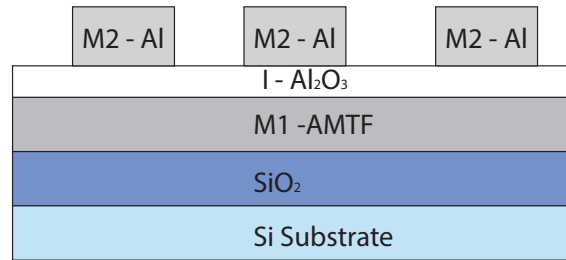 M2 - Al M2 - Al M2 - Al
I - Al₂O₃
M1 -AMTF
SiO₂
Si Substrate